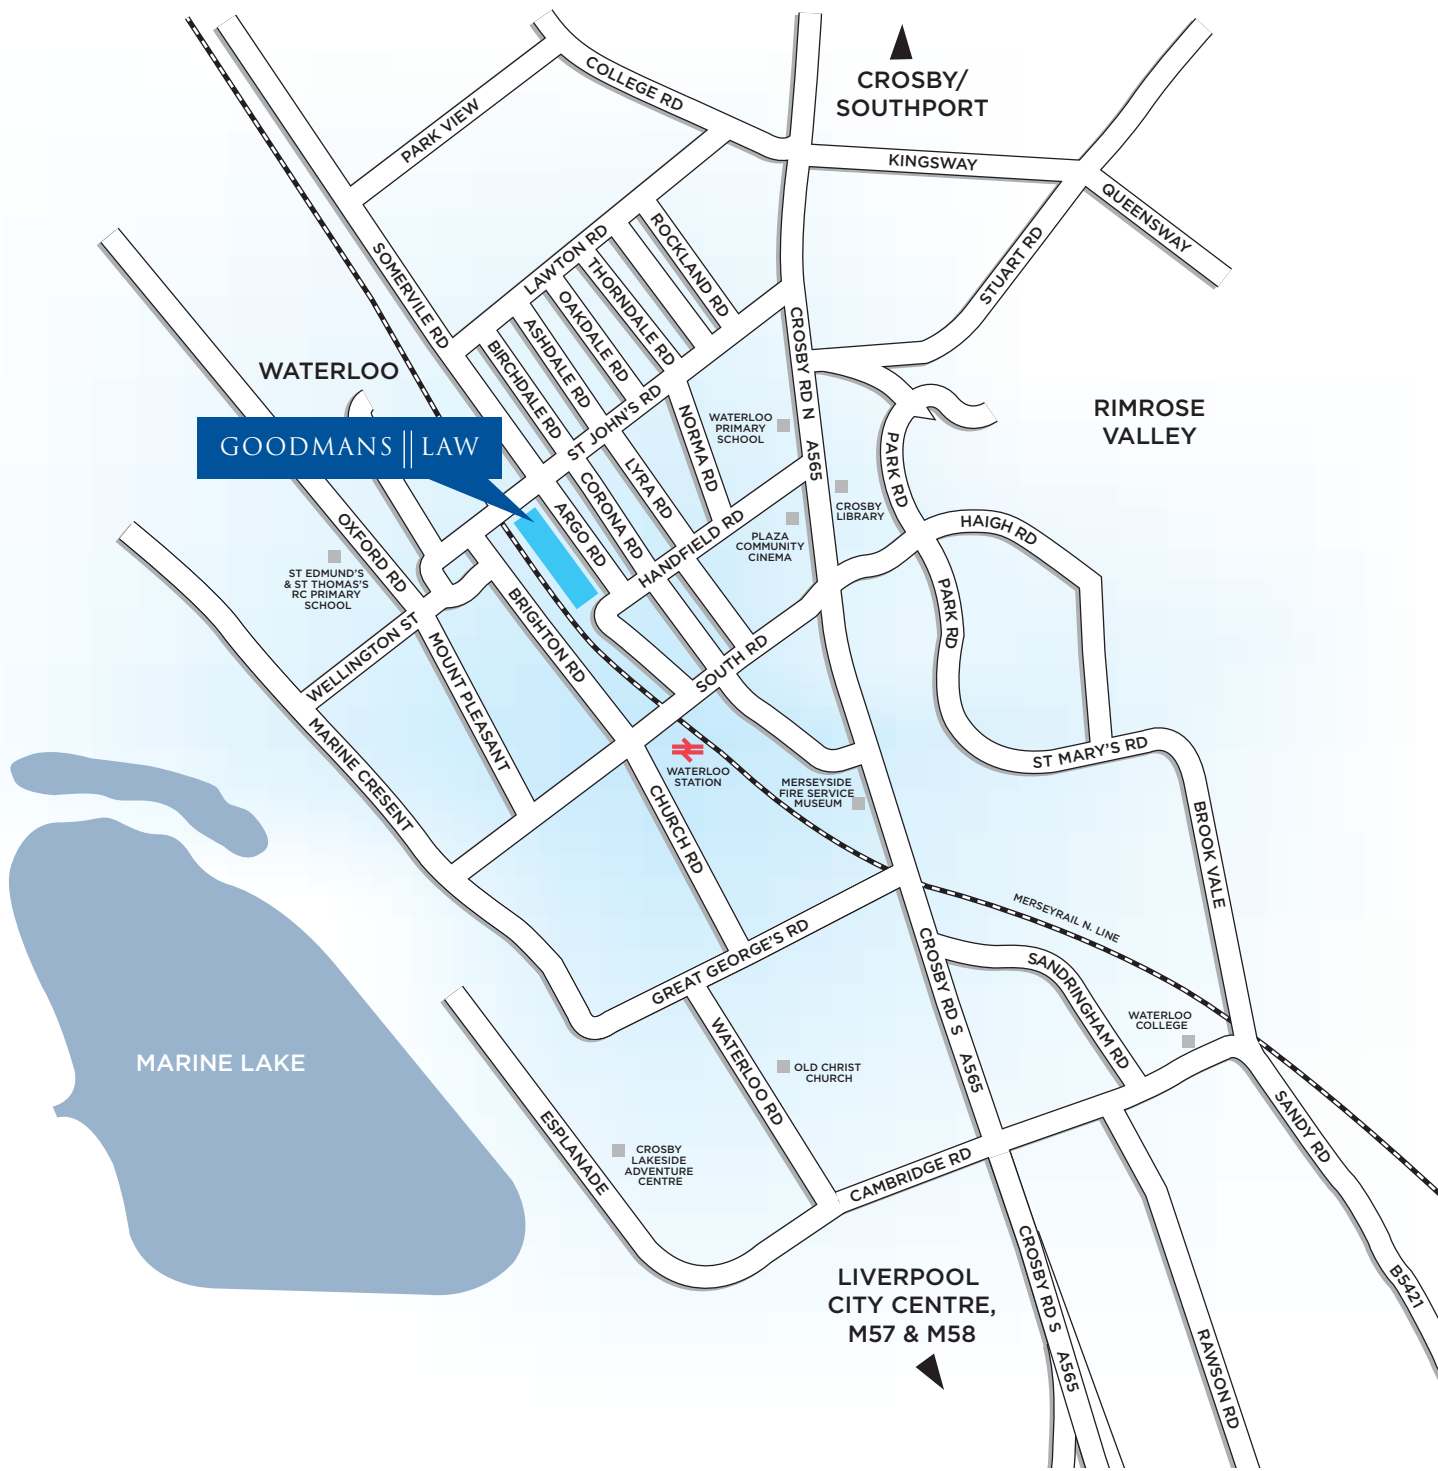 CROSBY/
SOUTHPORT
COLLEGE RD
PARK VIEW
KINGSWAY
QUEENSWAY
STUART RD
SOMERVILE RD
LAWTON RD
ROCKLAND RD
THORNDALE RD
OAKDALE RD
ASHDALE RD
BIRCHDALE RD
CROSBY RD N
A565
WATERLOO
GOODMANS || LAW
ST JOHN'S RD
NORMA RD
WATERLOO
PRIMARY
SCHOOL
RIMROSE
VALLEY
PARK RD
LYRA RD
CORONA RD
ARGO RD
HANDFIELD RD
CROSBY
LIBRARY
PLAZA
COMMUNITY
CINEMA
HAIGH RD
OXFORD RD
ST EDMUND'S
& ST THOMAS'S
RC PRIMARY
SCHOOL
WELLINGTON ST
BRIGHTON RD
MOUNT PLEASANT
SOUTH RD
PARK RD
MARINE CRESENT
WATERLOO
STATION
MERSEYSIDE
FIRE SERVICE
MUSEUM
ST MARY'S RD
CHURCH RD
BROOK VALE
MERSEYRAIL N. LINE
GREAT GEORGE'S RD
CROSBY RD S
A565
SANDRINGHAM RD
WATERLOO
COLLEGE
MARINE LAKE
WATERLOO RD
OLD CHRIST
CHURCH
ESPLANADE
CROSBY
LAKESIDE
ADVENTURE
CENTRE
CAMBRIDGE RD
SANDY RD
LIVERPOOL
CITY CENTRE,
M57 & M58
CROSBY RD S
A565
RAWSON RD
B5421